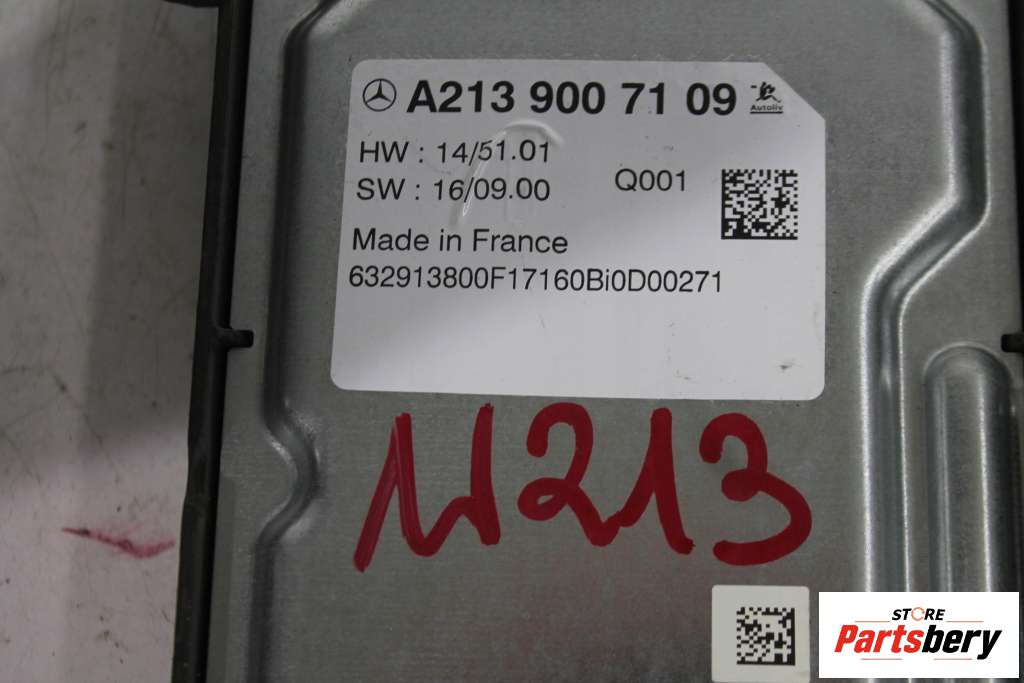 A213 900 71 09
Autoliv
HW : 14/51.01
SW : 16/09.00
Q001
Made in France
632913800F17160Bi0D00271
W213
STORE
Partsbery